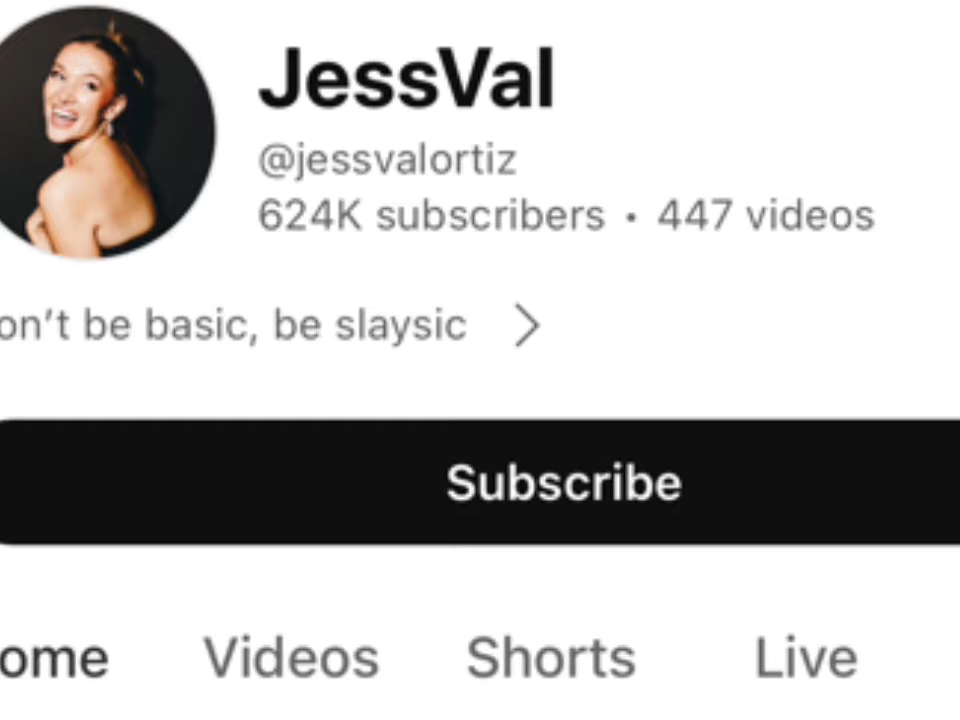 JessVal
@jessvalortiz
624K subscribers • 447 videos
on’t be basic, be slaysic
Subscribe
ome Videos Shorts Live